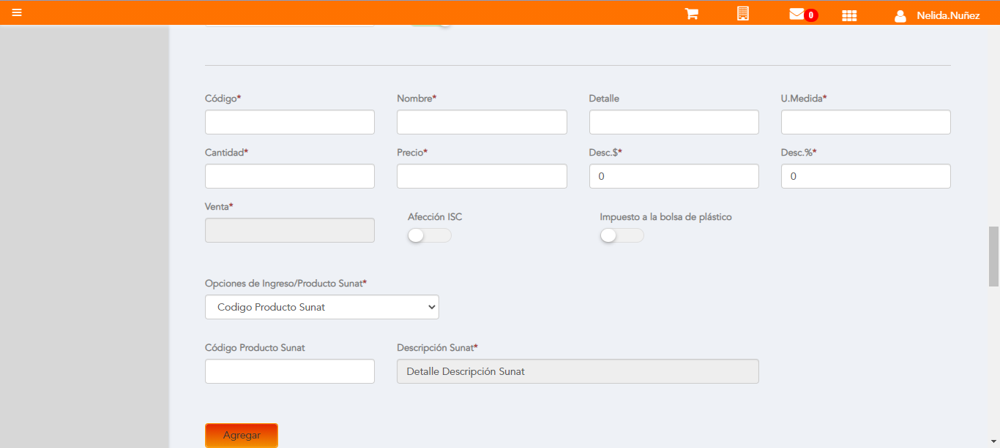 0
Nelida.Nuñez
Código* Nombre* Detalle U.Medida*
Cantidad* Precio* Desc.$* Desc.%*
0 0
Venta*
Afección ISC Impuesto a la bolsa de plástico
Opciones de Ingreso/Producto Sunat*
Codigo Producto Sunat
Código Producto Sunat Descripción Sunat*
Detalle Descripción Sunat
Agregar